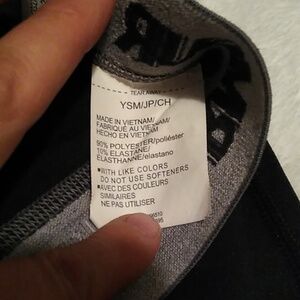 TEAR AWAY
YSM/JP/CH
MADE IN VIETNAM/
FABRIQUÉ AU VIETNAM/
HECHO EN VIETNAM
90% POLYESTER/poliéster
10% ELASTANE/
ELASTHANNE/elastano
▪WITH LIKE COLORS
DO NOT USE SOFTENERS
▪AVEC DES COULEURS
SIMILAIRES
NE PAS UTILISER